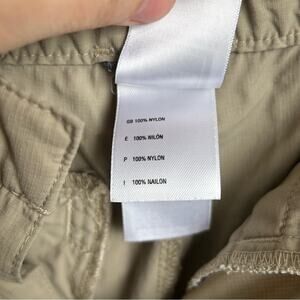 GB 100% NYLON
E 100% NILÓN
P 100% NYLON
I 100% NAILON